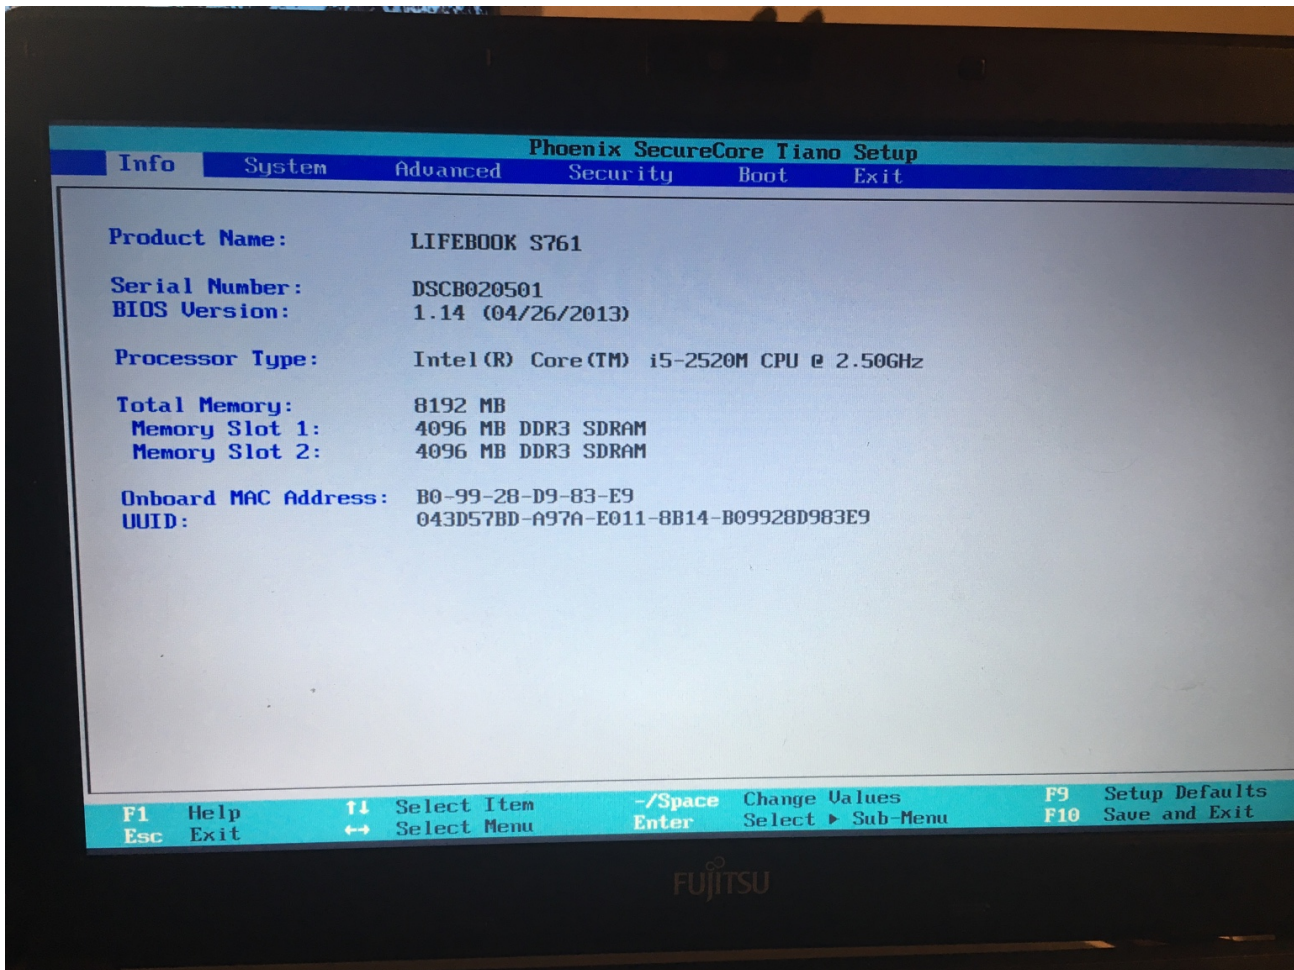 Phoenix SecureCore Tiano Setup
Info System Advanced Security Boot Exit
Product Name: LIFEBOOK S761
Serial Number: DSCB020501
BIOS Version: 1.14 (04/26/2013)
Processor Type: Intel(R) Core(TM) i5-2520M CPU @ 2.50GHz
Total Memory: 8192 MB
Memory Slot 1: 4096 MB DDR3 SDRAM
Memory Slot 2: 4096 MB DDR3 SDRAM
Onboard MAC Address: B0-99-28-D9-83-E9
UUID: 043D57BD-A97A-E011-8B14-B09928D983E9
F1 Help ↑↓ Select Item -/Space Change Values F9 Setup Defaults
Esc Exit ↔ Select Menu Enter Select ▶ Sub-Menu F10 Save and Exit
FUJITSU